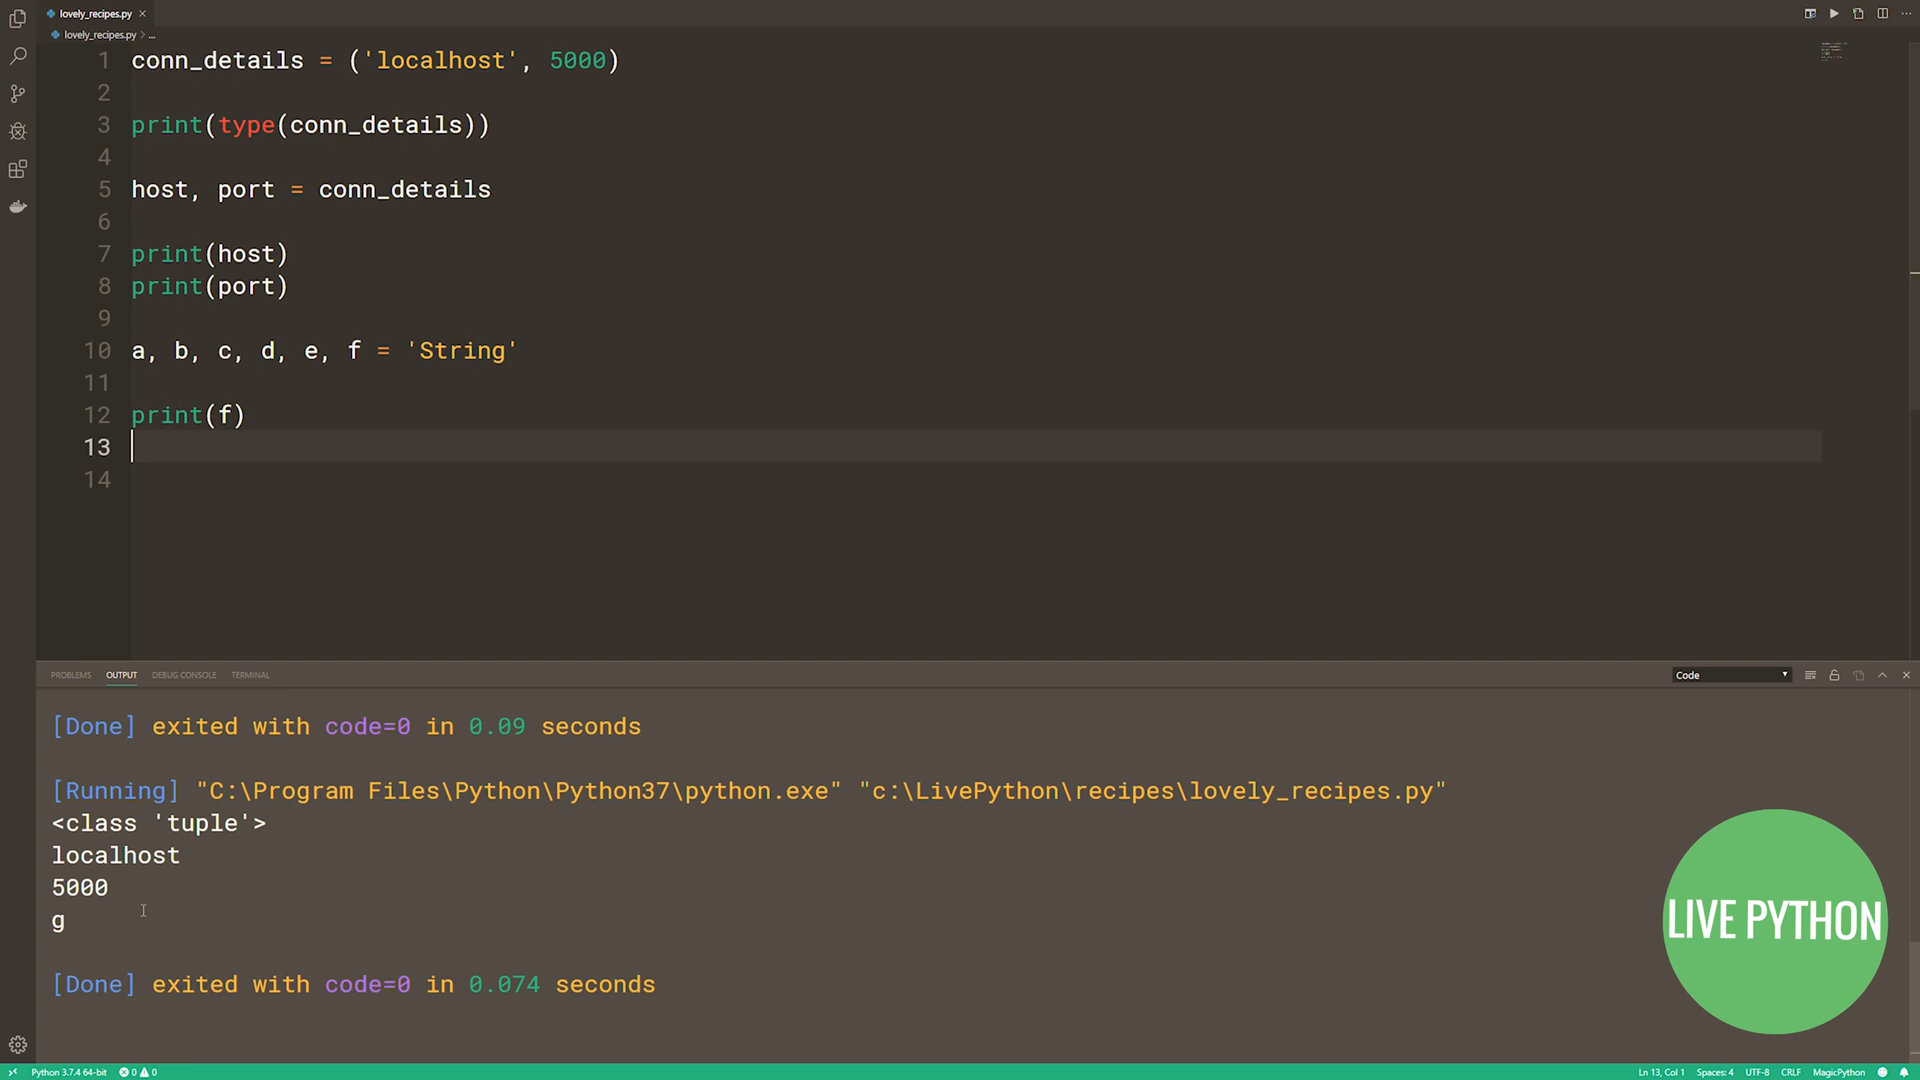 lovely_recipes.py
lovely_recipes.py > ...
1 conn_details = ('localhost', 5000)
2
3 print(type(conn_details))
4
5 host, port = conn_details
6
7 print(host)
8 print(port)
9
10 a, b, c, d, e, f = 'String'
11
12 print(f)
13
14
PROBLEMS OUTPUT DEBUG CONSOLE TERMINAL Code
[Done] exited with code=0 in 0.09 seconds
[Running] "C:\Program Files\Python\Python37\python.exe" "c:\LivePython\recipes\lovely_recipes.py"
<class 'tuple'>
localhost
5000
g
[Done] exited with code=0 in 0.074 seconds
LIVE PYTHON
Python 3.7.4 64-bit 0 0 Ln 13, Col 1 Spaces: 4 UTF-8 CRLF MagicPython